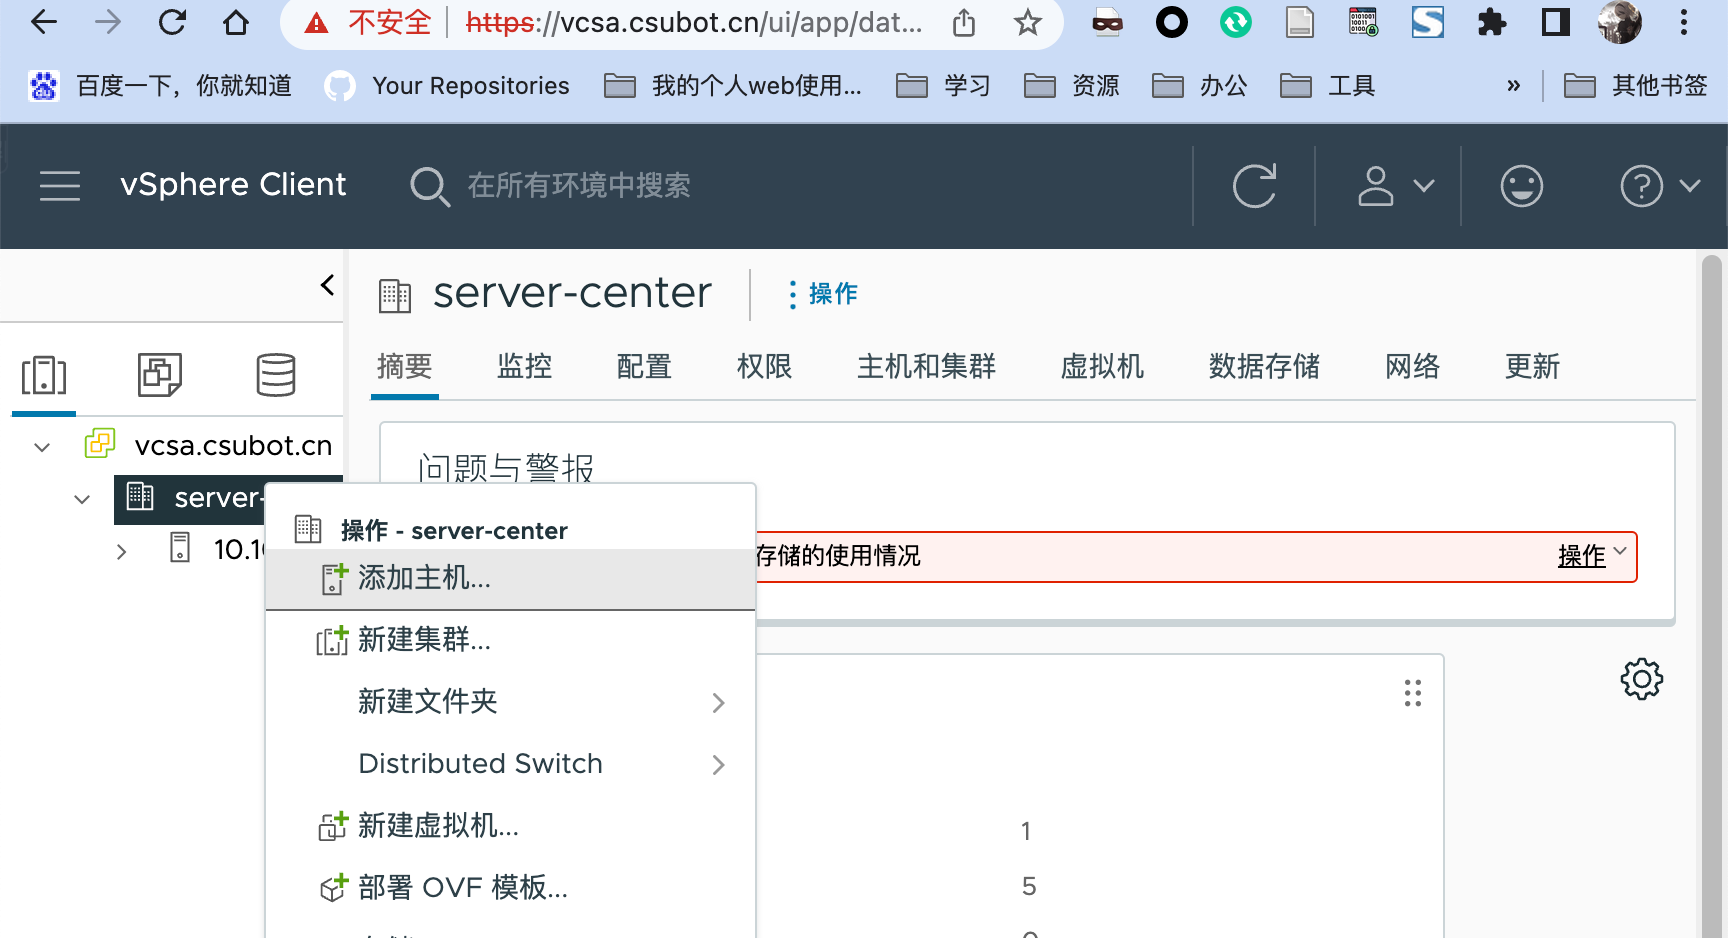 不安全 https://vcsa.csubot.cn/ui/app/dat...
百度一下，你就知道 Your Repositories 我的个人web使用... 学习 资源 办公 工具 » 其他书签
vSphere Client 在所有环境中搜索
server-center 操作
摘要 监控 配置 权限 主机和集群 虚拟机 数据存储 网络 更新
vcsa.csubot.cn
问题与警报
server-
操作 - server-center
10.1
存储的使用情况 操作
添加主机...
新建集群...
新建文件夹
Distributed Switch
新建虚拟机...
1
部署 OVF 模板...
5